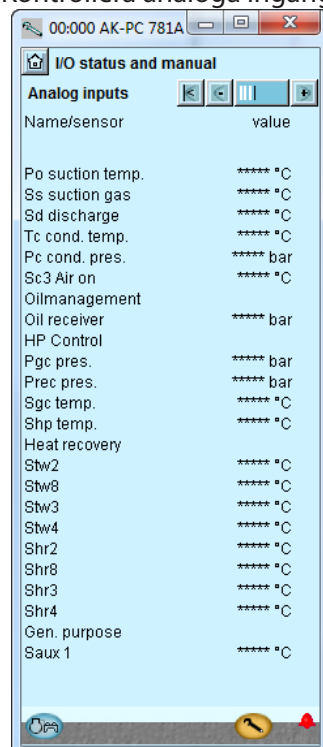 Kontrollera analoga ingång
00:000 AK-PC 781A
I/O status and manual
Analog inputs
Name/sensor value
Po suction temp. ***** °C
Ss suction gas ***** °C
Sd discharge ***** °C
Tc cond. temp. ***** °C
Pc cond. pres. ***** bar
Sc3 Air on ***** °C
Oilmanagement
Oil receiver ***** bar
HP Control
Pgc pres. ***** bar
Prec pres. ***** bar
Sgc temp. ***** °C
Shp temp. ***** °C
Heat recovery
Stw2 ***** °C
Stw8 ***** °C
Stw3 ***** °C
Stw4 ***** °C
Shr2 ***** °C
Shr8 ***** °C
Shr3 ***** °C
Shr4 ***** °C
Gen. purpose
Saux 1 ***** °C